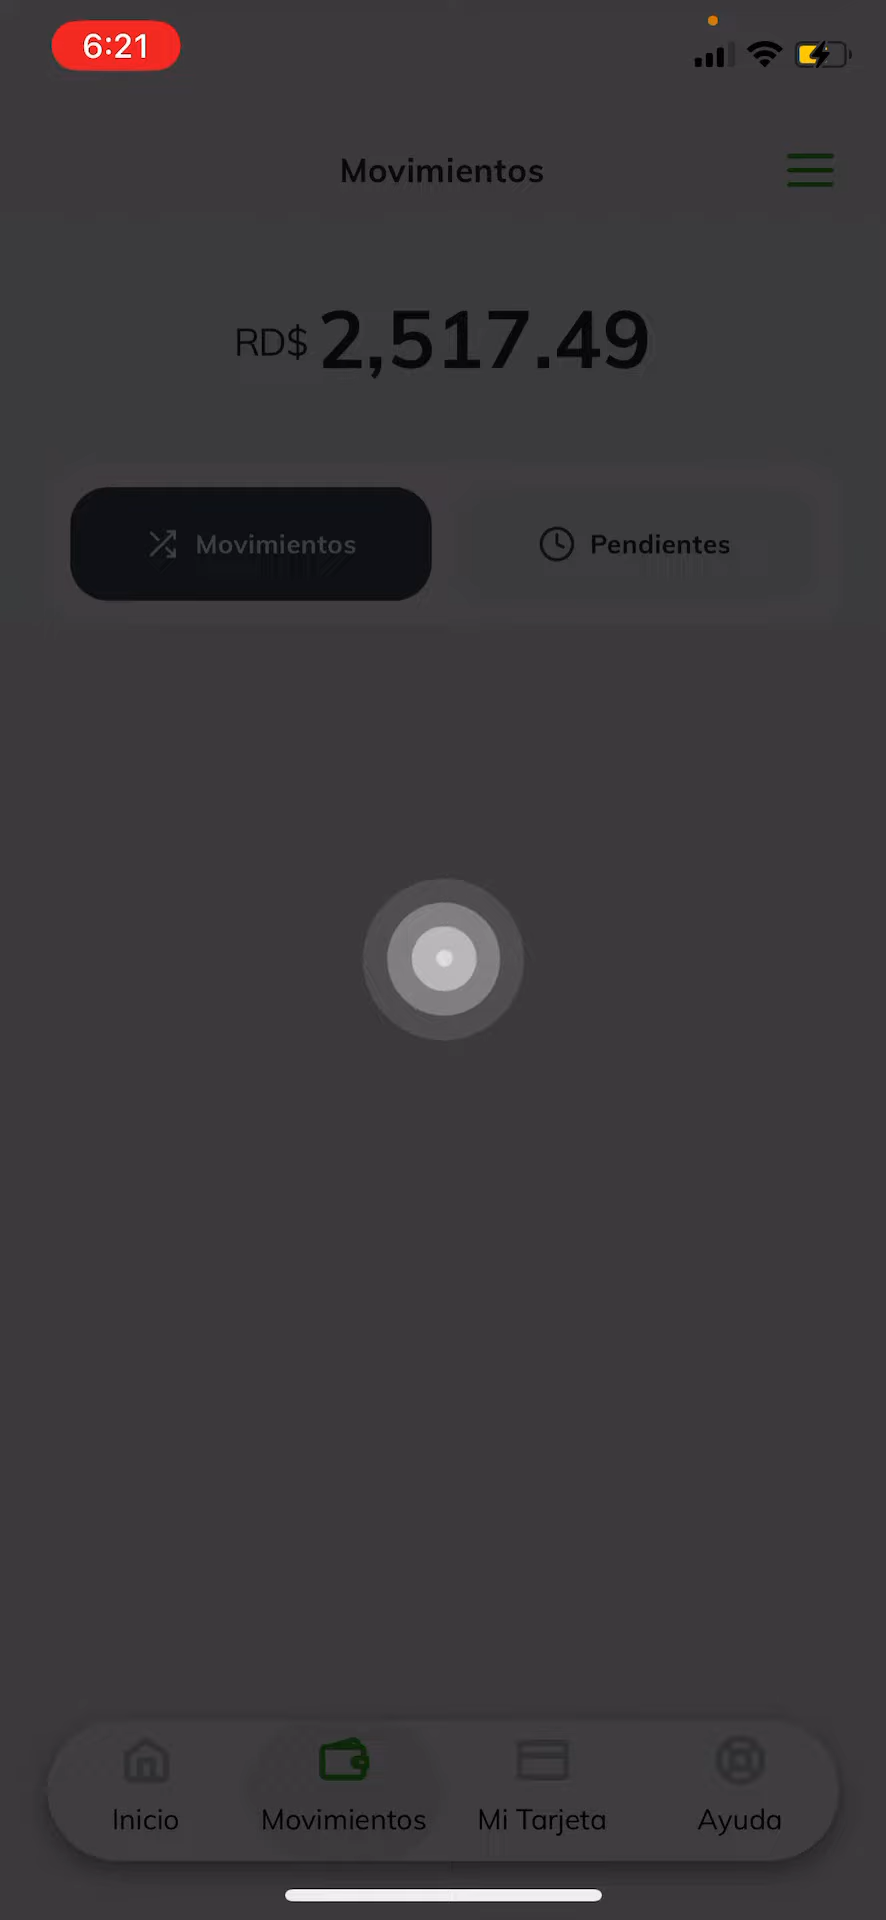 6:21
Movimientos
RD$ 2,517.49
Movimientos
Pendientes
Inicio
Movimientos
Mi Tarjeta
Ayuda